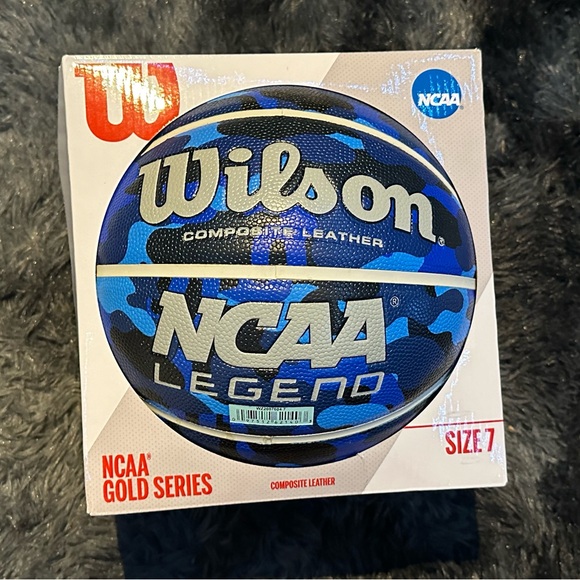 W
NCAA
Wilson®
COMPOSITE LEATHER
NCAA®
LEGEND
NCAA®
GOLD SERIES
COMPOSITE LEATHER
SIZE 7